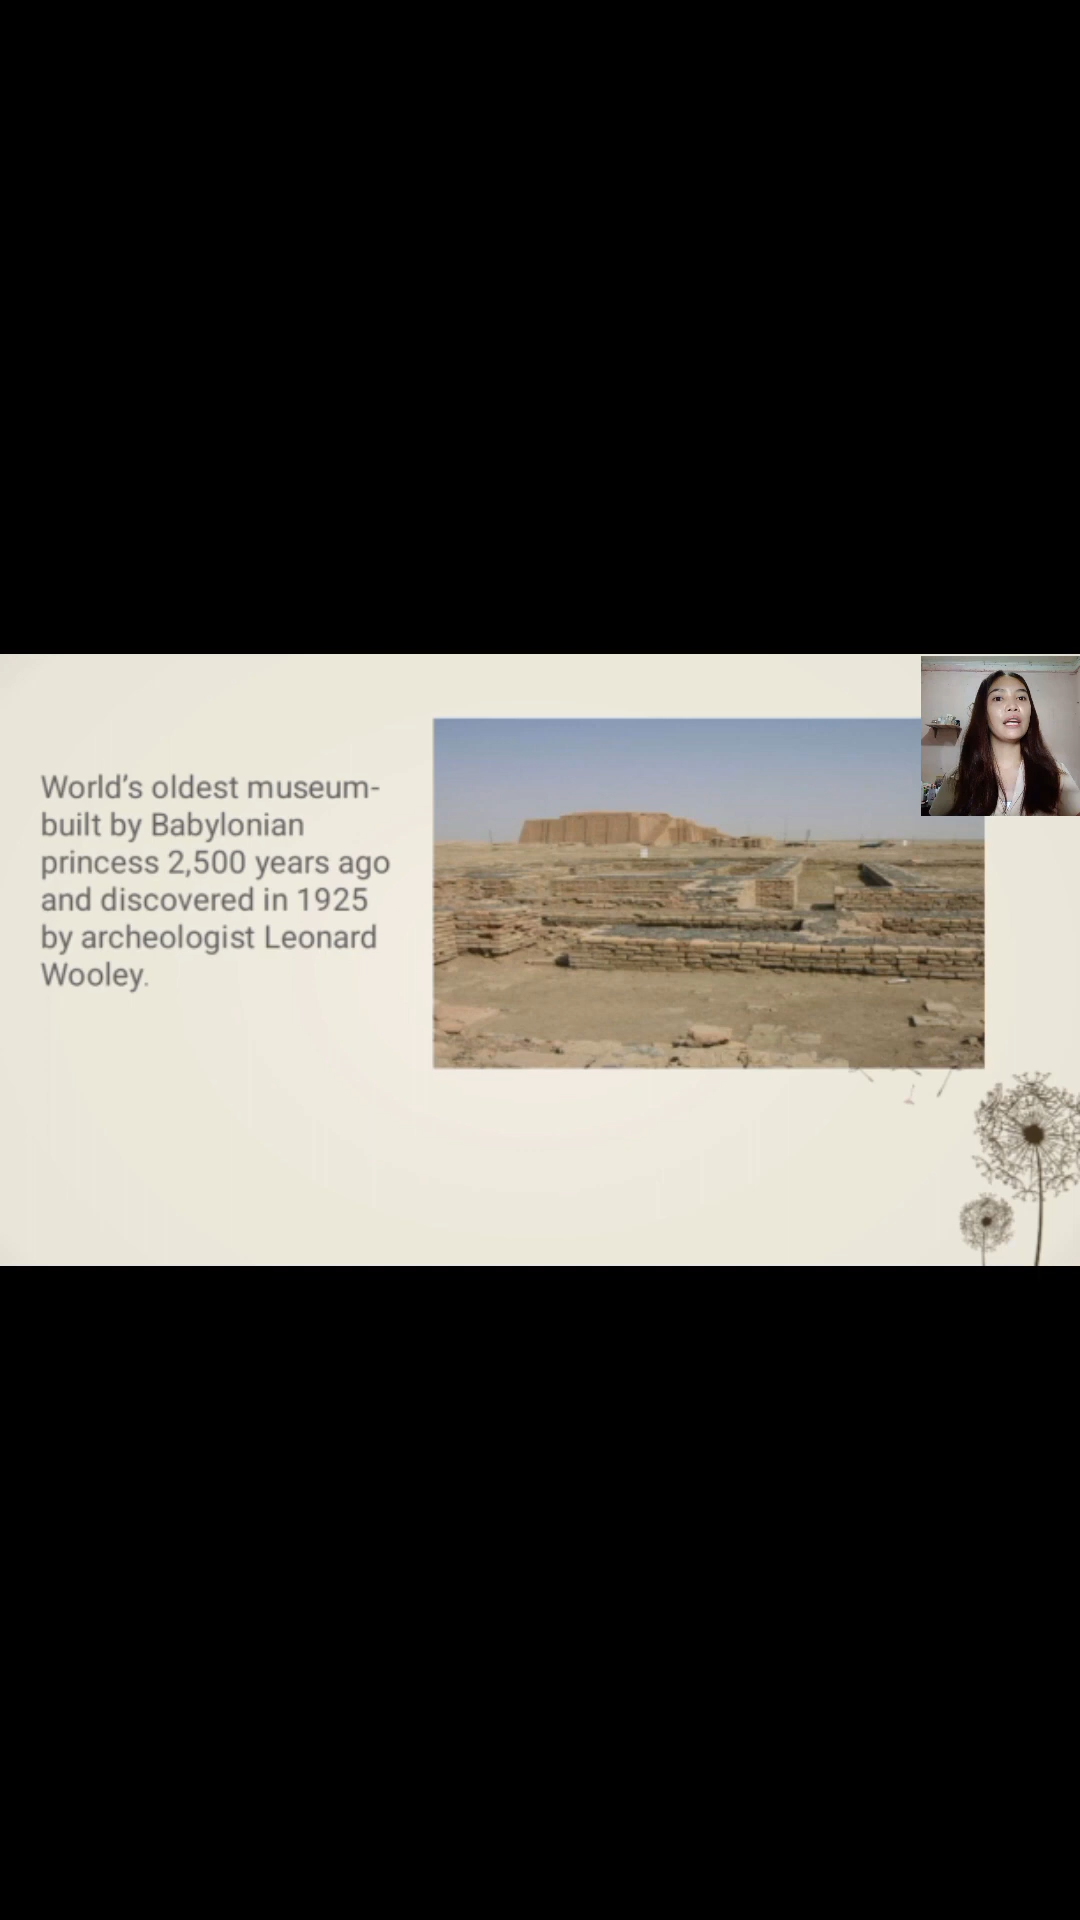 World’s oldest museum-
built by Babylonian
princess 2,500 years ago
and discovered in 1925
by archeologist Leonard
Wooley.